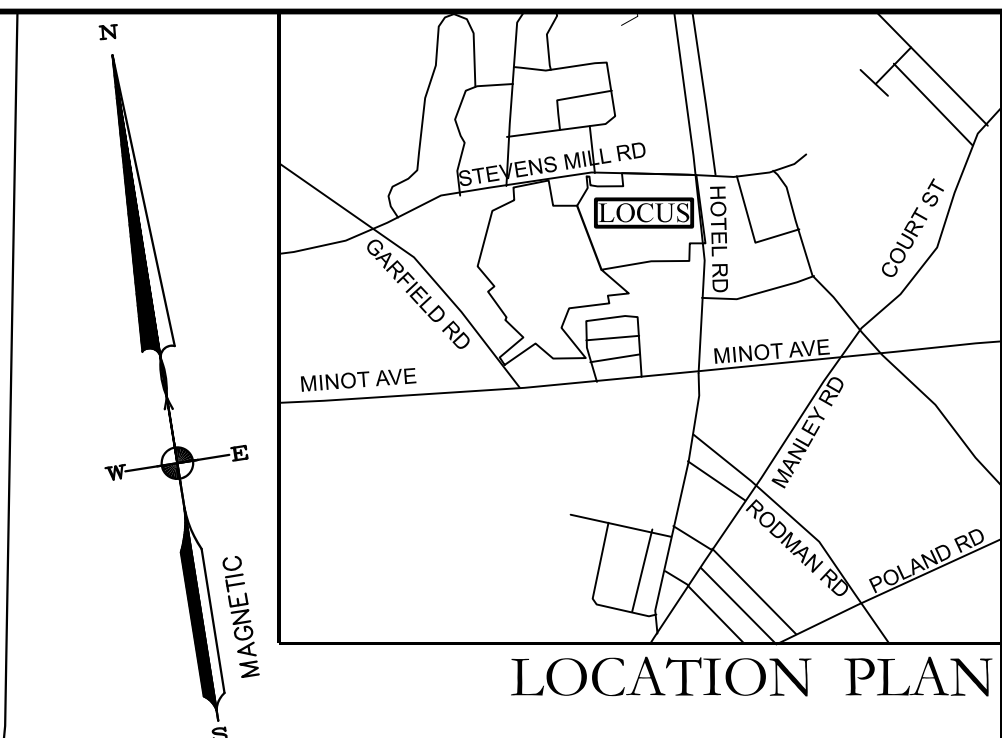 N
W
E
S
MAGNETIC
STEVENS MILL RD
LOCUS
HOTEL RD
COURT ST
GARFIELD RD
MINOT AVE
MINOT AVE
MANLEY RD
RODMAN RD
POLAND RD
LOCATION PLAN